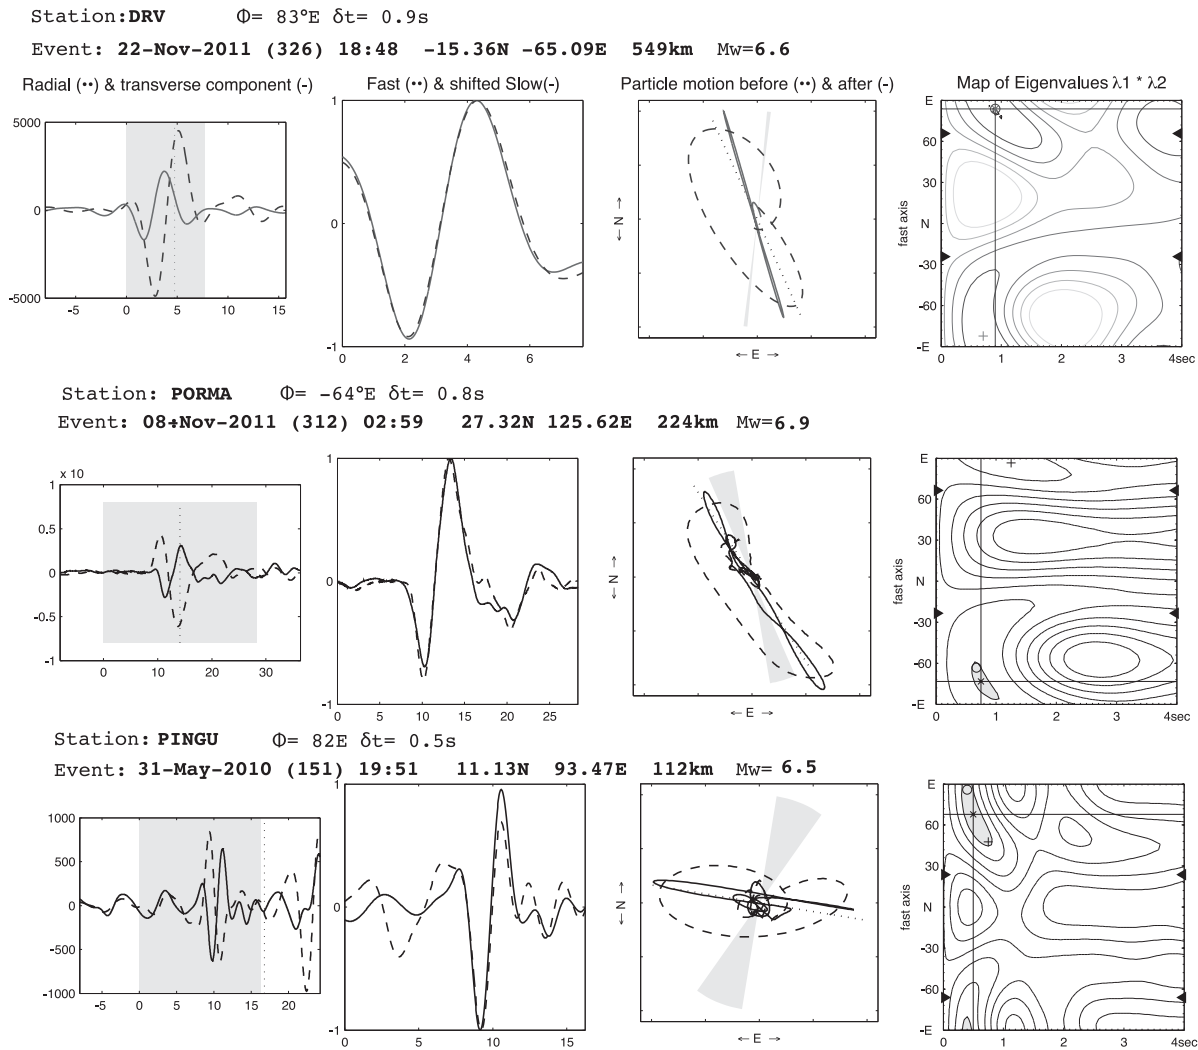 Station:DRV Φ= 83°E δt= 0.9s
Event: 22-Nov-2011 (326) 18:48 -15.36N -65.09E 549km Mw=6.6
Radial (••) & transverse component (-) Fast (••) & shifted Slow(-) Particle motion before (••) & after (-) Map of Eigenvalues λ1 * λ2
5000
0
-5000
-5 0 5 10 15
1
0
-1
0 2 4 6
← N →
← E →
fast axis
E
60
30
N
-30
-60
-E
0 1 2 3 4sec
Station: PORMA Φ= -64°E δt= 0.8s
Event: 08+Nov-2011 (312) 02:59 27.32N 125.62E 224km Mw=6.9
x 10
1
0.5
0
-0.5
-1
0 10 20 30
1
0
-1
0 5 10 15 20 25
← N →
← E →
fast axis
E
60
30
N
-30
-60
-E
0 1 2 3 4sec
Station: PINGU Φ= 82E δt= 0.5s
Event: 31-May-2010 (151) 19:51 11.13N 93.47E 112km Mw= 6.5
1000
500
0
-500
-1000
-5 0 5 10 15 20
1
0
-1
0 5 10 15
← N →
← E →
fast axis
E
60
30
N
-30
-60
-E
0 1 2 3 4sec